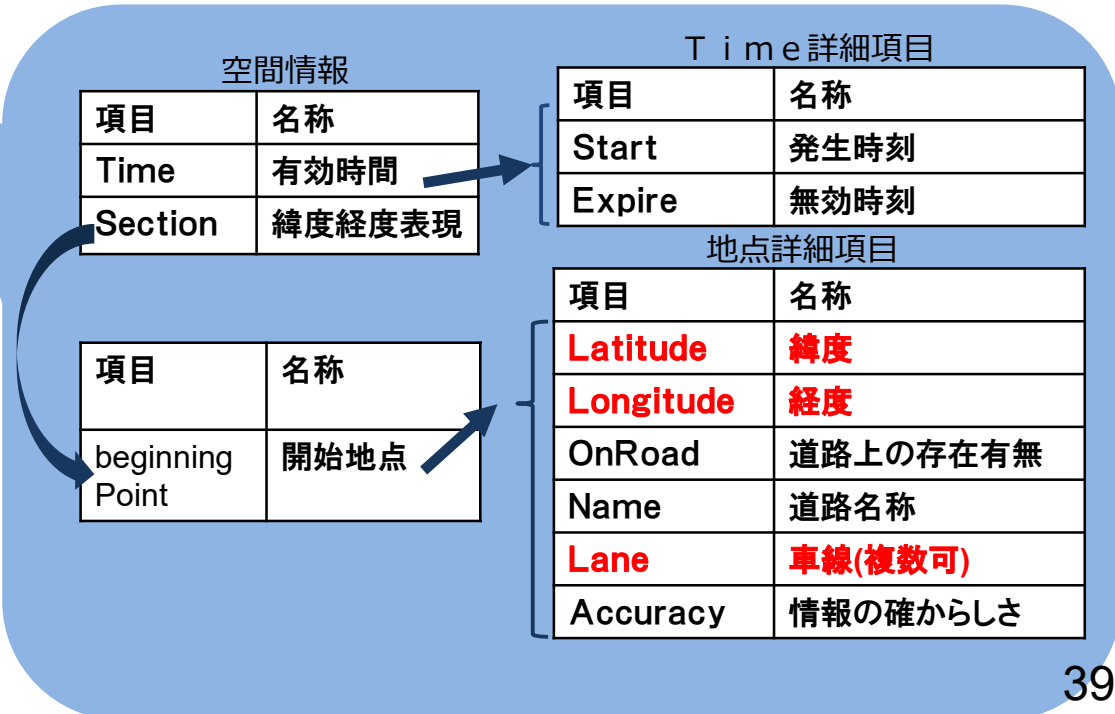 空間情報
項目 名称
Time 有効時間
Section 緯度経度表現
Ｔｉｍｅ詳細項目
項目 名称
Start 発生時刻
Expire 無効時刻
項目 名称
beginning
Point 開始地点
地点詳細項目
項目 名称
Latitude 緯度
Longitude 経度
OnRoad 道路上の存在有無
Name 道路名称
Lane 車線(複数可)
Accuracy 情報の確からしさ
39